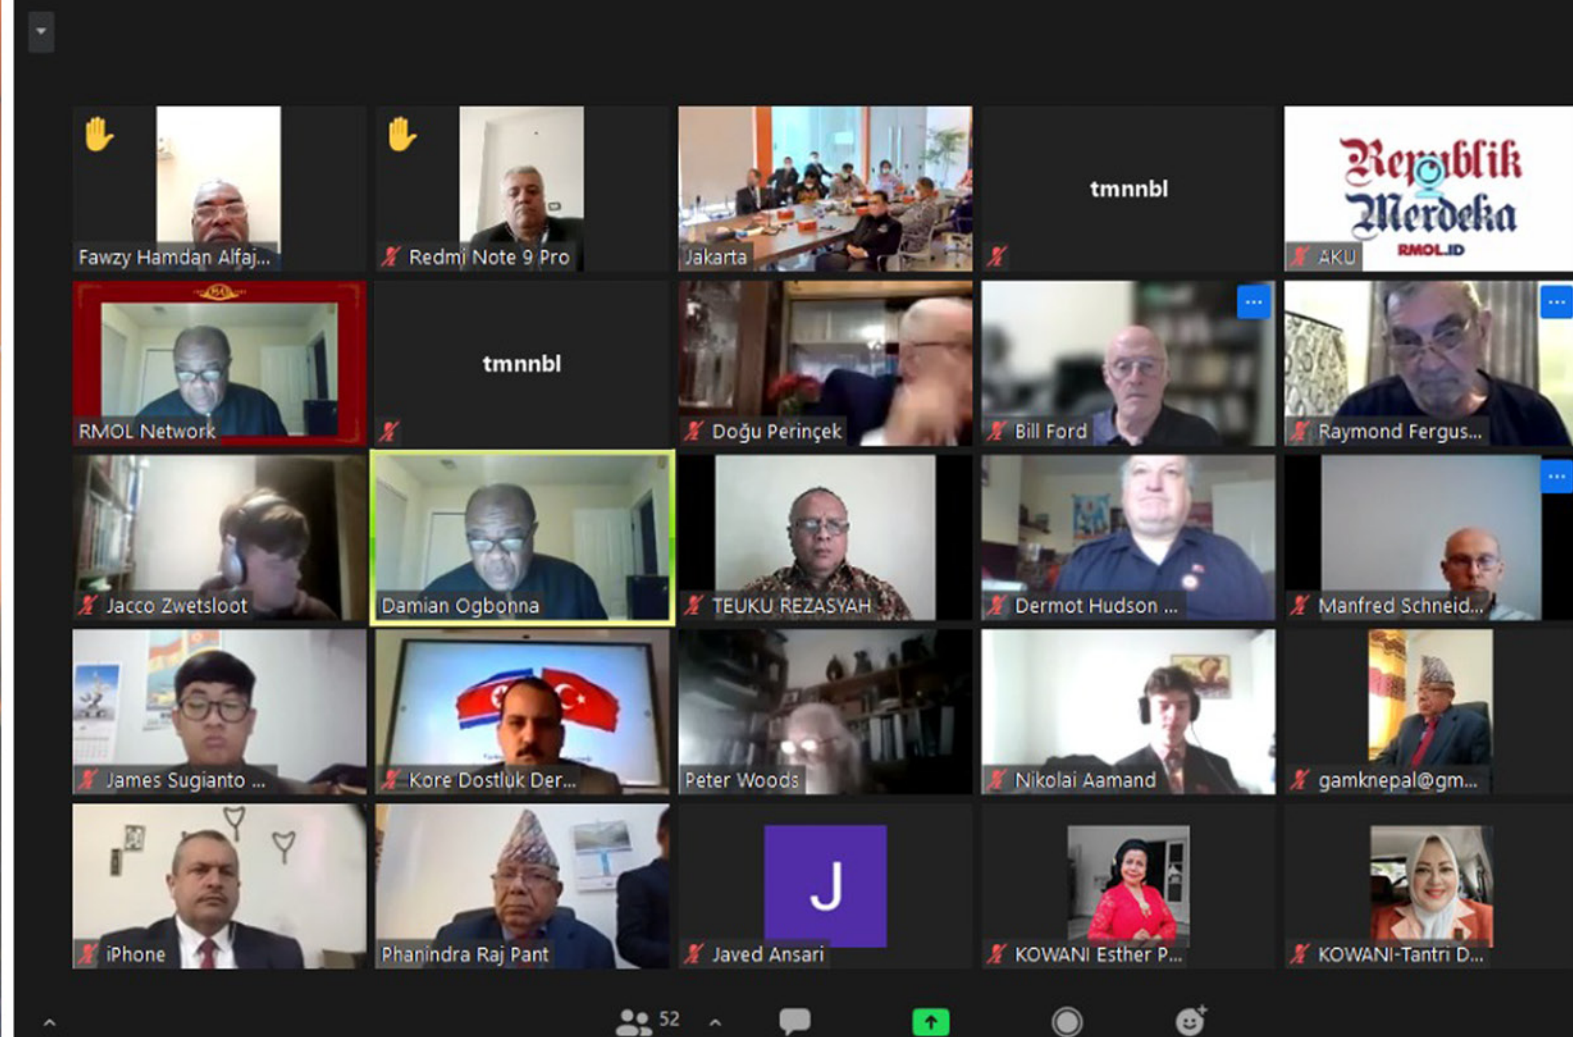 Fawzy Hamdan Alfaj...
Redmi Note 9 Pro
Jakarta
tmnnbl
Republik
Merdeka
RMOL.ID
AKU
RMOL Network
tmnnbl
Doğu Perinçek
Bill Ford
Raymond Fergus...
Jacco Zwetsloot
Damian Ogbonna
TEUKU REZASYAH
Dermot Hudson ...
Manfred Schneid...
James Sugianto ...
Kore Dostluk Der...
Peter Woods
Nikolai Aamand
gamknepal@gm...
iPhone
Phanindra Raj Pant
J
Javed Ansari
KOWANI Esther P...
KOWANI-Tantri D...
52